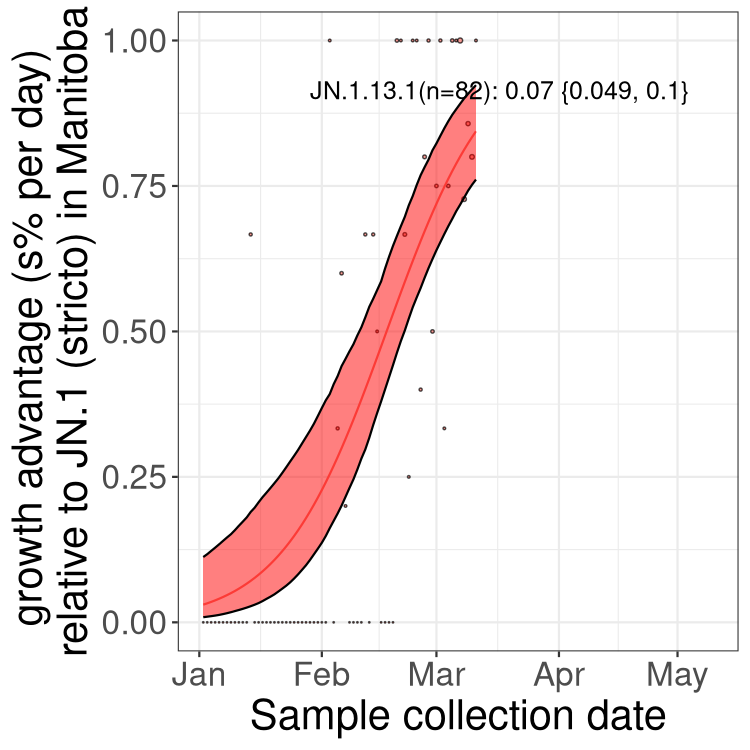 growth advantage (s% per day)
relative to JN.1 (stricto) in Manitoba
1.00
0.75
0.50
0.25
0.00
JN.1.13.1(n=82): 0.07 {0.049, 0.1}
Jan Feb Mar Apr May
Sample collection date